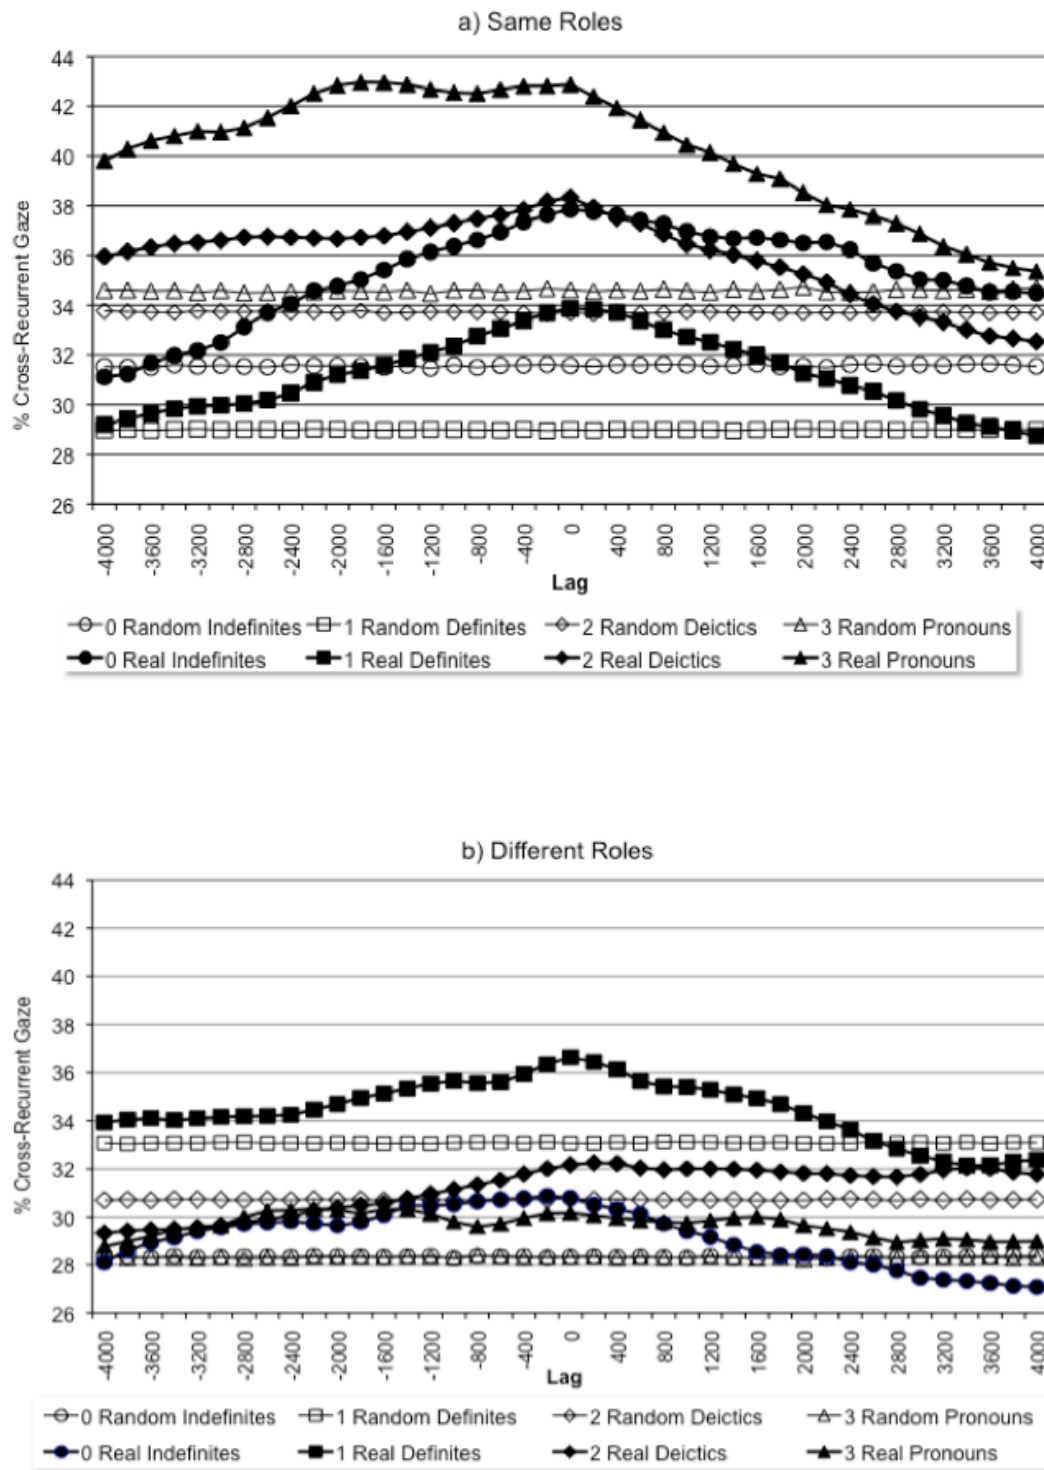 a) Same Roles
44
42
40
38
36
34
32
30
28
26
% Cross-Recurrent Gaze
-4000 -3600 -3200 -2800 -2400 -2000 -1600 -1200 -800 -400 0 400 800 1200 1600 2000 2400 2800 3200 3600 4000
Lag
0 Random Indefinites 1 Random Definites 2 Random Deictics 3 Random Pronouns
0 Real Indefinites 1 Real Definites 2 Real Deictics 3 Real Pronouns
b) Different Roles
44
42
40
38
36
34
32
30
28
26
% Cross-Recurrent Gaze
-4000 -3600 -3200 -2800 -2400 -2000 -1600 -1200 -800 -400 0 400 800 1200 1600 2000 2400 2800 3200 3600 4000
Lag
0 Random Indefinites 1 Random Definites 2 Random Deictics 3 Random Pronouns
0 Real Indefinites 1 Real Definites 2 Real Deictics 3 Real Pronouns